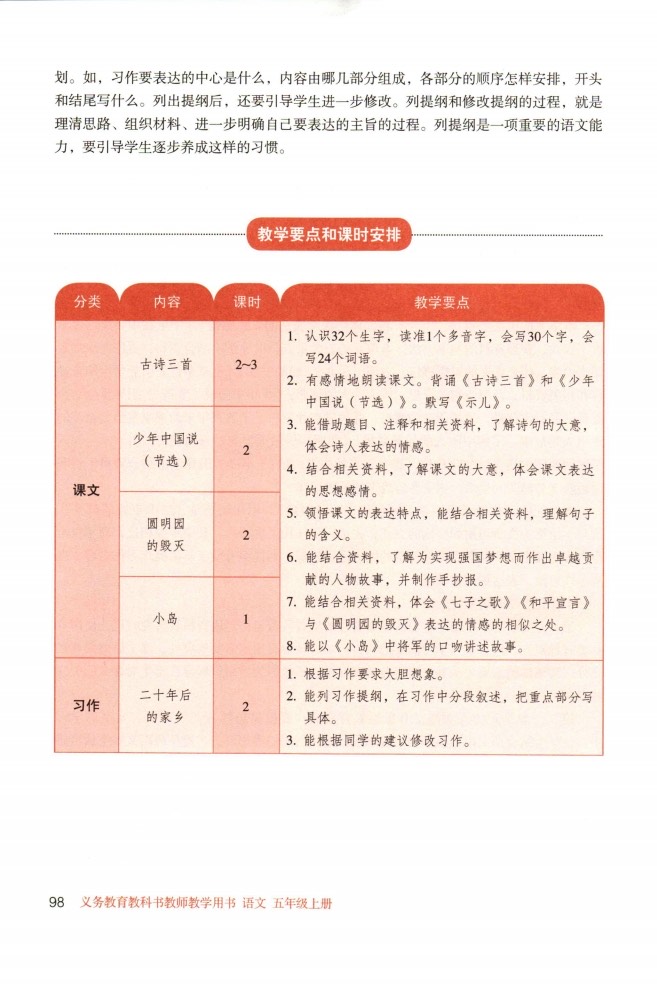 划。如，习作要表达的中心是什么，内容由哪几部分组成，各部分的顺序怎样安排，开头
和结尾写什么。列出提纲后，还要引导学生进一步修改。列提纲和修改提纲的过程，就是
理清思路、组织材料、进一步明确自己要表达的主旨的过程。列提纲是一项重要的语文能
力，要引导学生逐步养成这样的习惯。
教学要点和课时安排
分类 内容 课时 教学要点
课文
古诗三首
2~3
少年中国说
（节选）
2
圆明园
的毁灭
2
小岛
1
1. 认识32个生字，读准1个多音字，会写30个字，会
写24个词语。
2. 有感情地朗读课文。背诵《古诗三首》和《少年
中国说（节选）》。默写《示儿》。
3. 能借助题目、注释和相关资料，了解诗句的大意，
体会诗人表达的情感。
4. 结合相关资料，了解课文的大意，体会课文表达
的思想感情。
5. 领悟课文的表达特点，能结合相关资料，理解句子
的含义。
6. 能结合资料，了解为实现强国梦想而作出卓越贡
献的人物故事，并制作手抄报。
7. 能结合相关资料，体会《七子之歌》《和平宣言》
与《圆明园的毁灭》表达的情感的相似之处。
8. 能以《小岛》中将军的口吻讲述故事。
习作
二十年后
的家乡
2
1. 根据习作要求大胆想象。
2. 能列习作提纲，在习作中分段叙述，把重点部分写
具体。
3. 能根据同学的建议修改习作。
98 义务教育教科书教师教学用书 语文 五年级上册